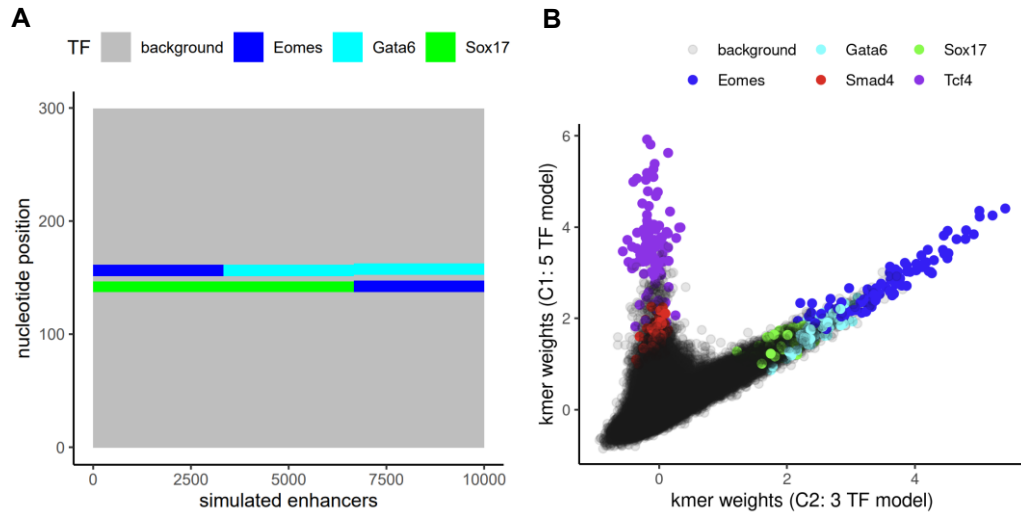 A
TF background Eomes Gata6 Sox17
300
200
100
0
nucleotide position
0 2500 5000 7500 10000
simulated enhancers
B
background Gata6 Sox17
Eomes Smad4 Tcf4
6
4
2
0
kmer weights (C1: 5 TF model)
0 2 4
kmer weights (C2: 3 TF model)